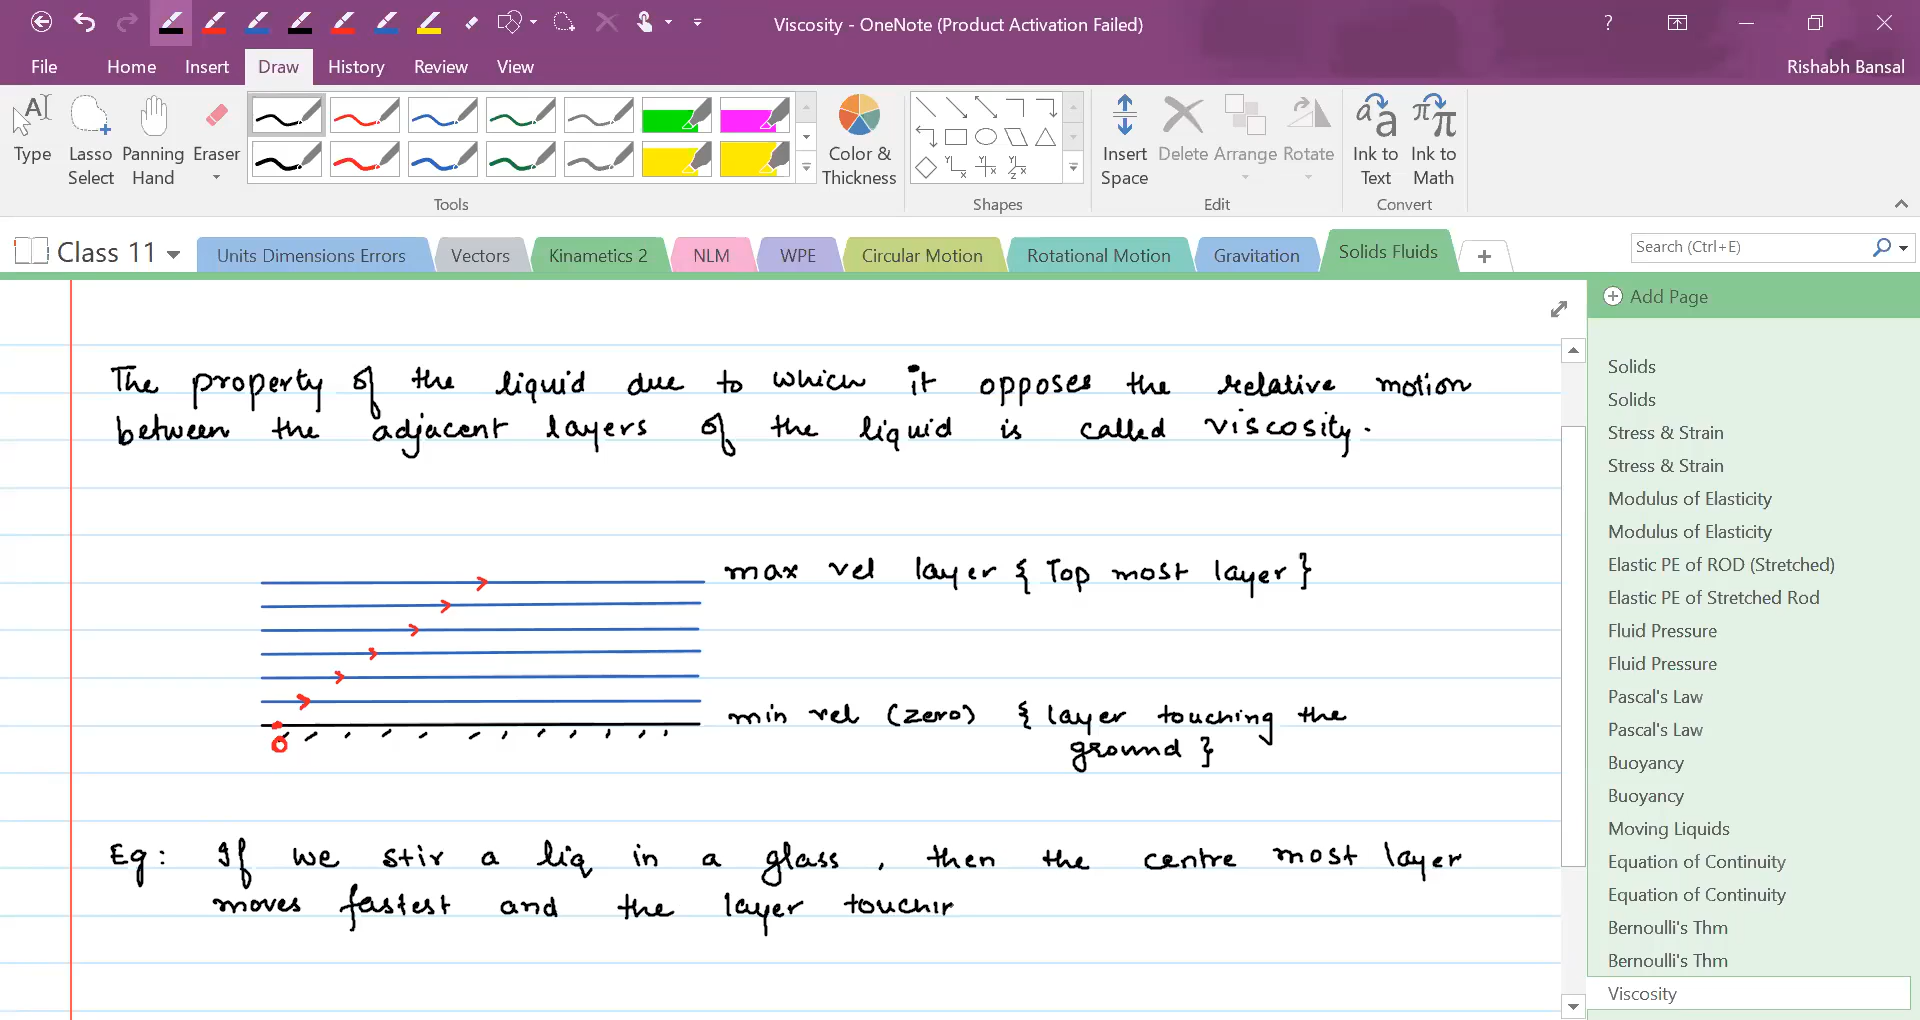 Viscosity - OneNote (Product Activation Failed)
?
File Home Insert Draw History Review View
Rishabh Bansal
Type
Lasso Select
Panning Hand
Eraser
Color & Thickness
Insert Space
Delete
Arrange
Rotate
Ink to Text
Ink to Math
Tools
Shapes
Edit
Convert
Class 11
Units Dimensions Errors
Vectors
Kinametics 2
NLM
WPE
Circular Motion
Rotational Motion
Gravitation
Solids Fluids
Search (Ctrl+E)
The property of the liquid due to which it opposes the relative motion
between the adjacent layers of the liquid is called viscosity.
max vel layer { Top most layer }
min vel (zero) { layer touching the
ground }
Eg: If we stir a liq in a glass, then the centre most layer
moves fastest and the layer touchin
Add Page
Solids
Solids
Stress & Strain
Stress & Strain
Modulus of Elasticity
Modulus of Elasticity
Elastic PE of ROD (Stretched)
Elastic PE of Stretched Rod
Fluid Pressure
Fluid Pressure
Pascal's Law
Pascal's Law
Buoyancy
Buoyancy
Moving Liquids
Equation of Continuity
Equation of Continuity
Bernoulli's Thm
Bernoulli's Thm
Viscosity